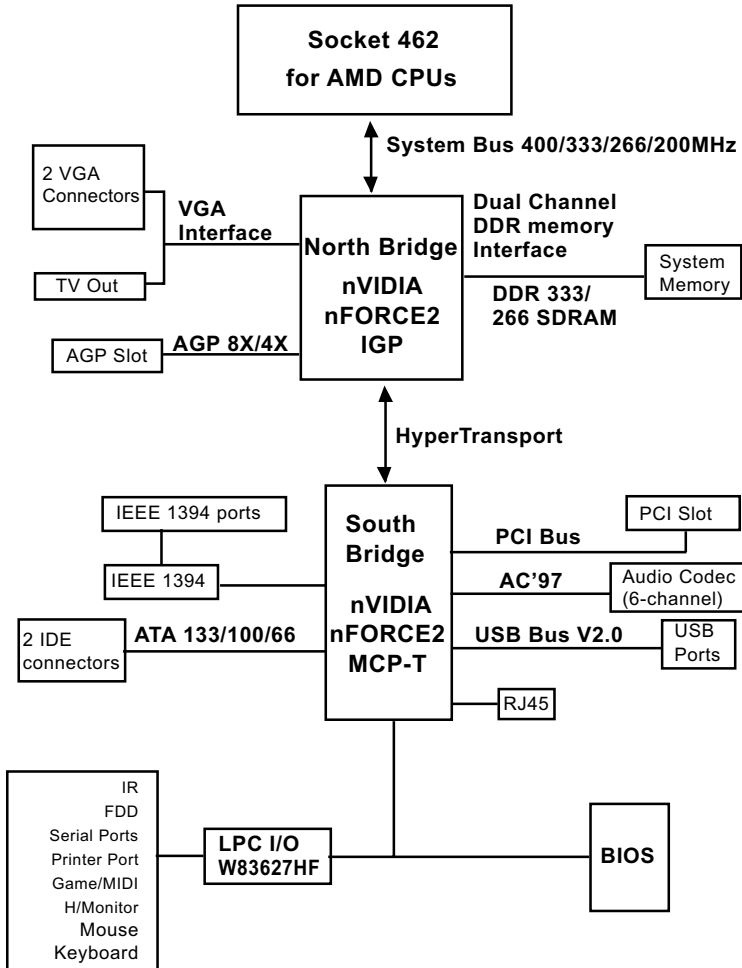 Socket 462
for AMD CPUs
System Bus 400/333/266/200MHz
2 VGA
Connectors
VGA
Interface
TV Out
AGP Slot
AGP 8X/4X
North Bridge
nVIDIA
nFORCE2
IGP
Dual Channel
DDR memory
Interface
DDR 333/
266 SDRAM
System
Memory
HyperTransport
IEEE 1394 ports
IEEE 1394
2 IDE
connectors
ATA 133/100/66
South
Bridge
nVIDIA
nFORCE2
MCP-T
PCI Bus
PCI Slot
AC’97
Audio Codec
(6-channel)
USB Bus V2.0
USB
Ports
RJ45
IR
FDD
Serial Ports
Printer Port
Game/MIDI
H/Monitor
Mouse
Keyboard
LPC I/O
W83627HF
BIOS